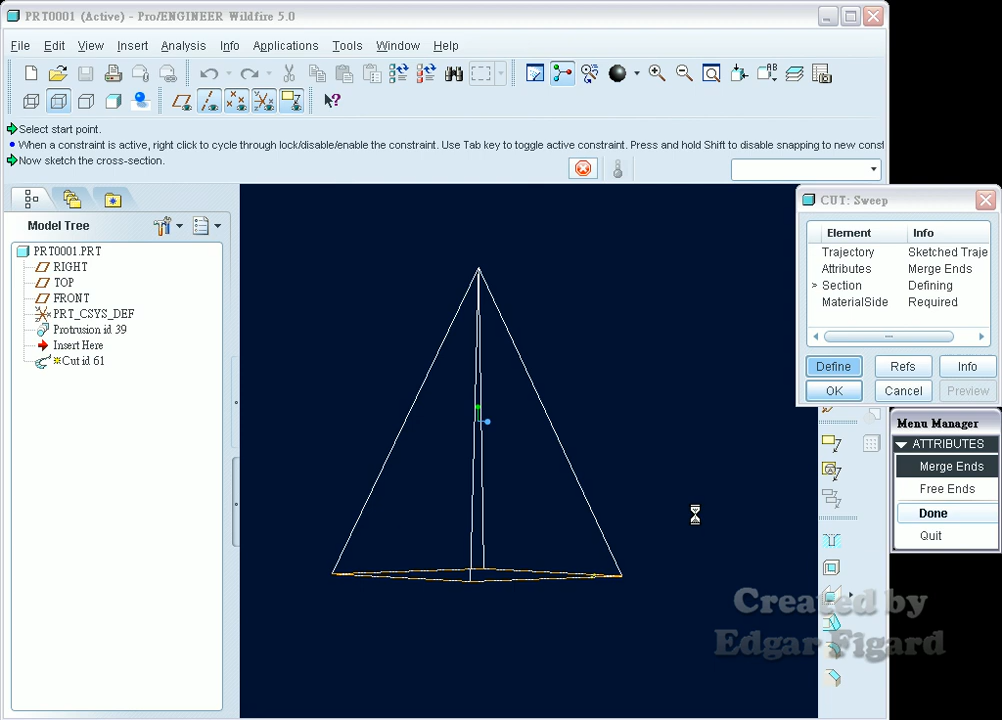 PRT0001 (Active) - Pro/ENGINEER Wildfire 5.0
File Edit View Insert Analysis Info Applications Tools Window Help
Select start point.
When a constraint is active, right click to cycle through lock/disable/enable the constraint. Use Tab key to toggle active constraint. Press and hold Shift to disable snapping to new const
Now sketch the cross-section.
Model Tree
PRT0001.PRT
RIGHT
TOP
FRONT
PRT_CSYS_DEF
Protrusion id 39
Insert Here
Cut id 61
CUT: Sweep
Element Info
Trajectory Sketched Traje
Attributes Merge Ends
> Section Defining
MaterialSide Required
Define Refs Info
OK Cancel Preview
Menu Manager
ATTRIBUTES
Merge Ends
Free Ends
Done
Quit
Created by
Edgar Figard